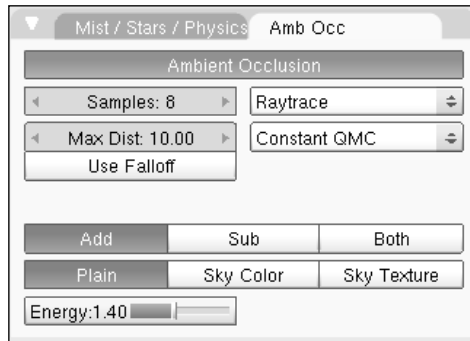 Mist / Stars / Physics Amb Occ
Ambient Occlusion
Samples: 8 Raytrace
Max Dist: 10.00 Constant QMC
Use Falloff
Add Sub Both
Plain Sky Color Sky Texture
Energy:1.40